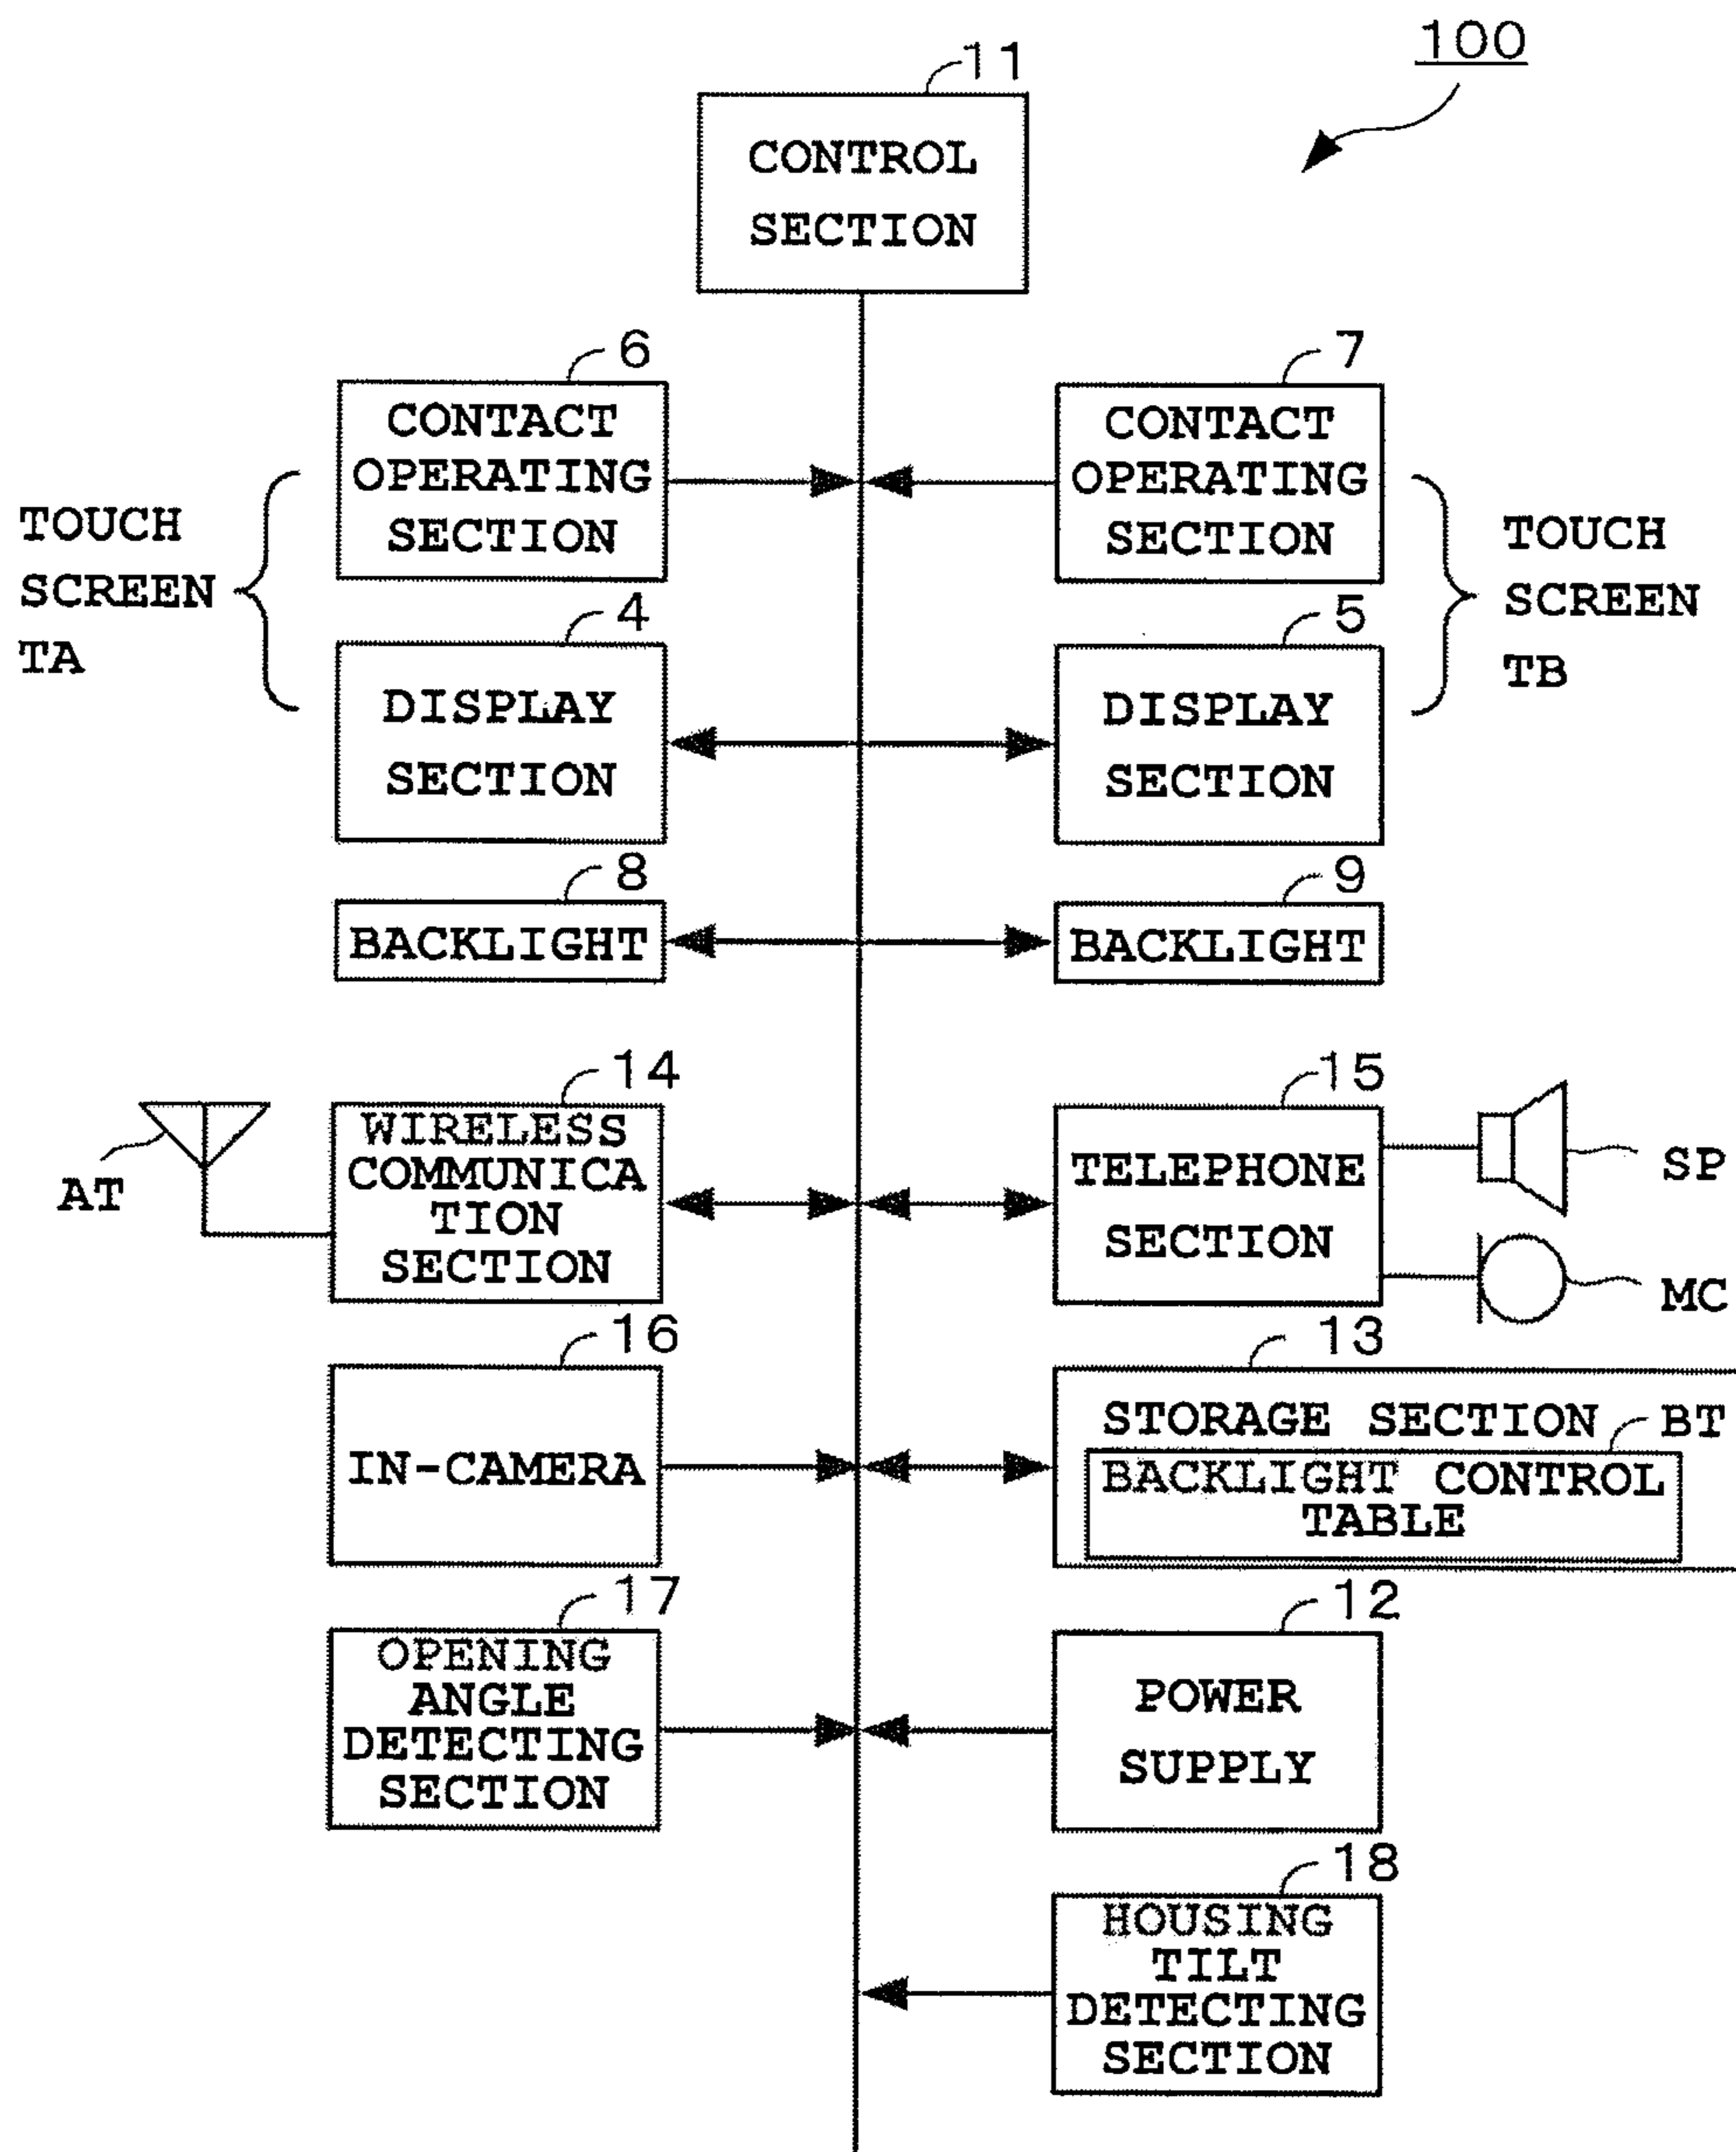 100
11
CONTROL
SECTION
6
CONTACT
OPERATING
SECTION
7
CONTACT
OPERATING
SECTION
TOUCH
SCREEN
TA
TOUCH
SCREEN
TB
4
DISPLAY
SECTION
5
DISPLAY
SECTION
8
BACKLIGHT
9
BACKLIGHT
14
WIRELESS
COMMUNICA
TION
SECTION
AT
15
TELEPHONE
SECTION
SP
MC
16
IN-CAMERA
13
STORAGE SECTION
BT
BACKLIGHT CONTROL
TABLE
17
OPENING
ANGLE
DETECTING
SECTION
12
POWER
SUPPLY
18
HOUSING
TILT
DETECTING
SECTION